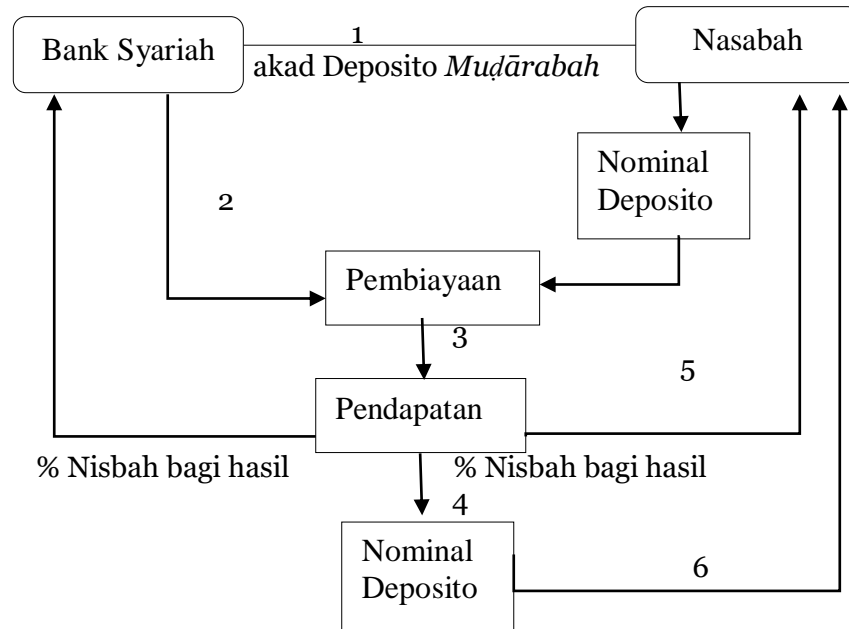 Bank Syariah
1
Nasabah
akad Deposito Muḍārabah
Nominal
Deposito
2
Pembiayaan
3
5
Pendapatan
% Nisbah bagi hasil
% Nisbah bagi hasil
4
Nominal
Deposito
6